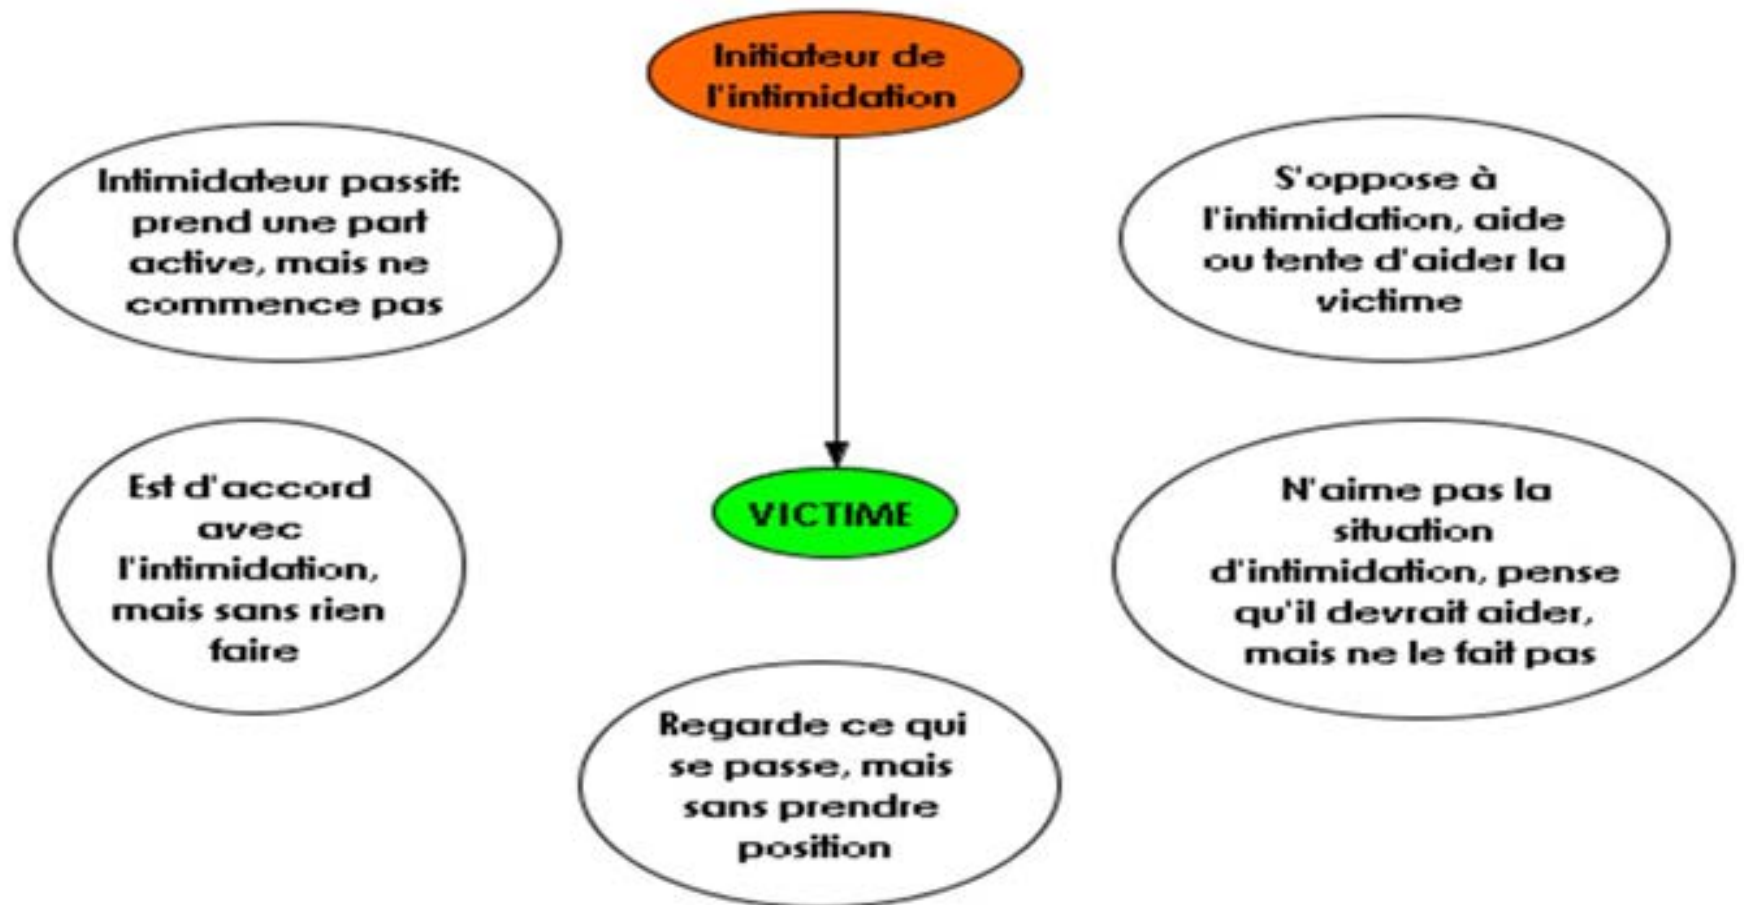 Initiateur de
l'intimidation
Intimidateur passif:
prend une part
active, mais ne
commence pas
S'oppose à
l'intimidation, aide
ou tente d'aider la
victime
Est d'accord
avec
l'intimidation,
mais sans rien
faire
VICTIME
N'aime pas la
situation
d'intimidation, pense
qu'il devrait aider,
mais ne le fait pas
Regarde ce qui
se passe, mais
sans prendre
position